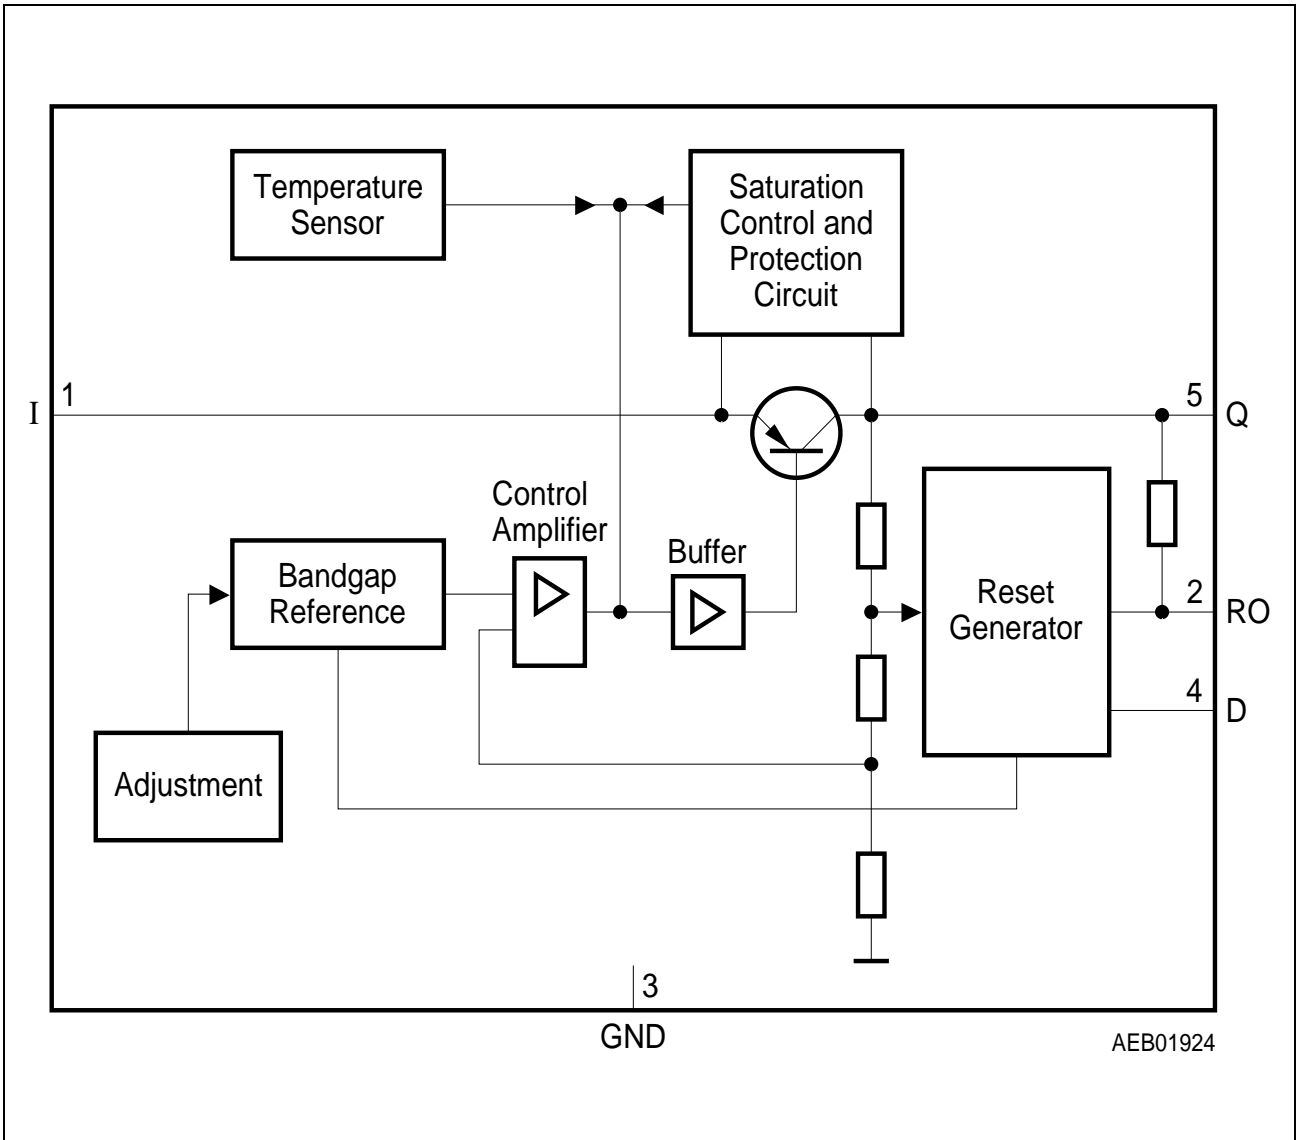 Temperature
Sensor
Saturation
Control and
Protection
Circuit
I
1
5
Q
Control
Amplifier
Buffer
Bandgap
Reference
Reset
Generator
2
RO
4
D
Adjustment
3
GND
AEB01924